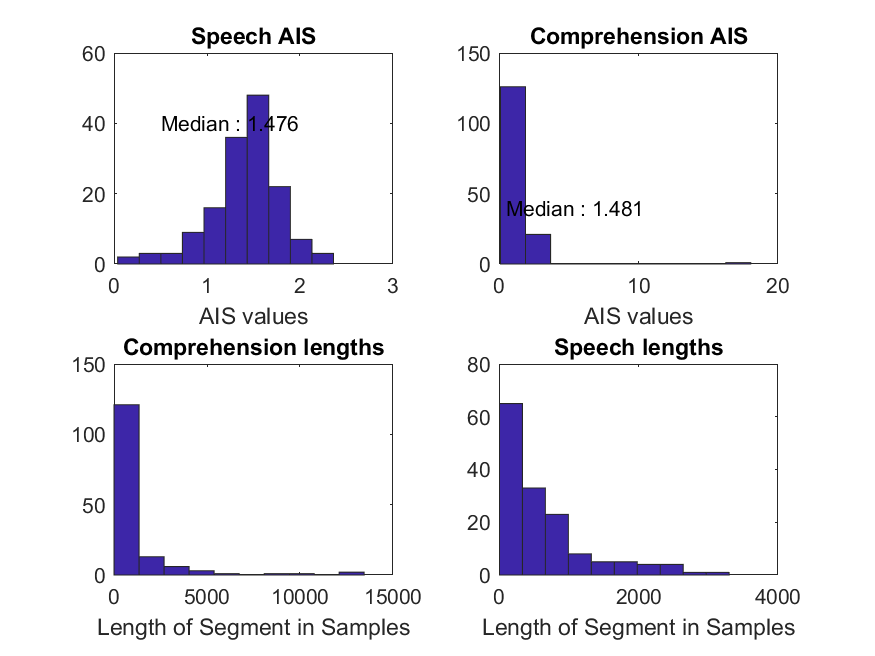 Speech AIS
60
40
20
0
Median : 1.476
0 1 2 3
AIS values
Comprehension AIS
150
100
50
0
Median : 1.481
0 10 20
AIS values
Comprehension lengths
150
100
50
0
0 5000 10000 15000
Length of Segment in Samples
Speech lengths
80
60
40
20
0
0 2000 4000
Length of Segment in Samples